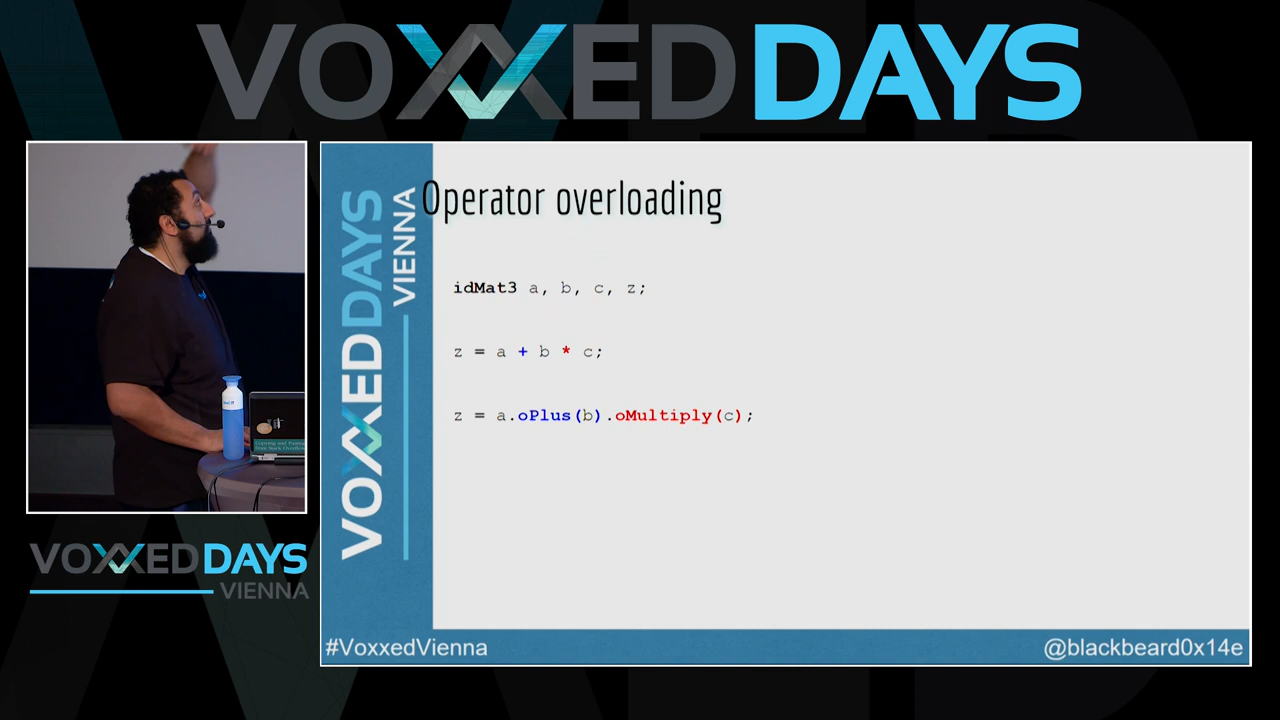 VOXXED DAYS
VOXXED DAYS
VIENNA
Operator overloading
idMat3 a, b, c, z;
z = a + b * c;
z = a.oPlus(b).oMultiply(c);
#VoxxedVienna
@blackbeard0x14e
VOXXED DAYS
VIENNA